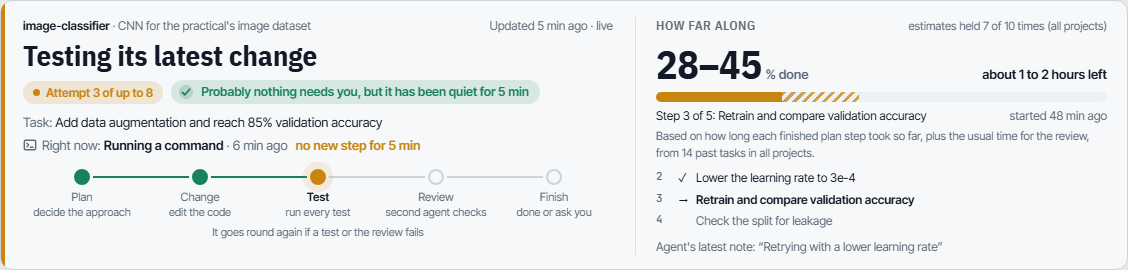 image-classifier · CNN for the practical's image dataset
Updated 5 min ago · live
Testing its latest change
Attempt 3 of up to 8
Probably nothing needs you, but it has been quiet for 5 min
Task: Add data augmentation and reach 85% validation accuracy
Right now: Running a command · 6 min ago no new step for 5 min
Plan
decide the approach
Change
edit the code
Test
run every test
Review
second agent checks
Finish
done or ask you
It goes round again if a test or the review fails
HOW FAR ALONG
estimates held 7 of 10 times (all projects)
28–45 % done
about 1 to 2 hours left
Step 3 of 5: Retrain and compare validation accuracy
started 48 min ago
Based on how long each finished plan step took so far, plus the usual time for the review,
from 14 past tasks in all projects.
2 ✓ Lower the learning rate to 3e-4
3 → Retrain and compare validation accuracy
4 Check the split for leakage
Agent's latest note: “Retrying with a lower learning rate”